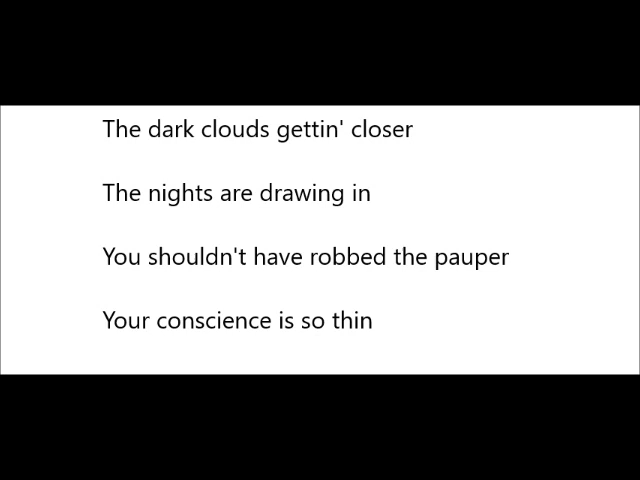 The dark clouds gettin' closer
The nights are drawing in
You shouldn't have robbed the pauper
Your conscience is so thin